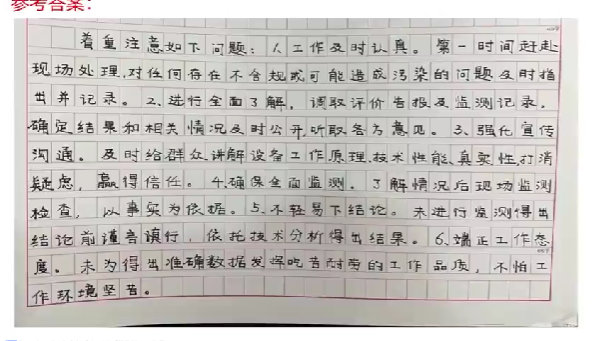 参考答案：
着重注意如下问题：1.工作及时认真。第一时间赶赴
现场处理,对任何存在不合规或可能造成污染的问题及时指
出并记录。2.进行全面了解，调取评价告报及监测记录，
确定结果和相关情况及时公开,听取各方意见。3.强化宣传
沟通。及时给群众讲解设备工作原理,技术性能,真实性,打消
疑虑，赢得信任。4.确保全面监测。了解情况后现场监测
检查，以事实为依据。5.不轻易下结论。未进行监测得出
结论前谨言慎行，依托技术分析得出结果。6.端正工作态
度。未为得出准确数据发挥吃苦耐劳的工作品质，不怕工
作环境坚苦。